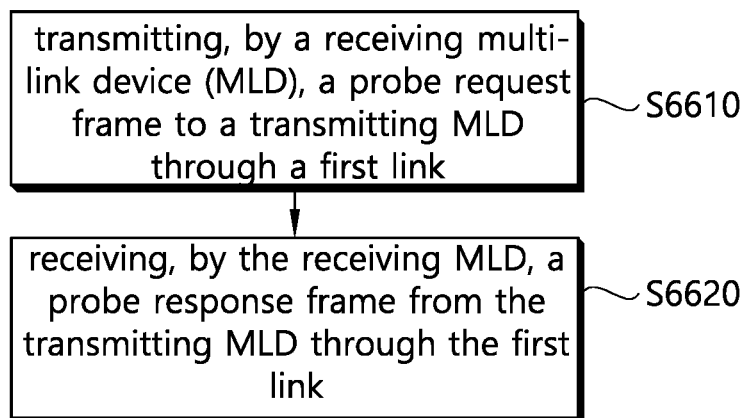 transmitting, by a receiving multi-
link device (MLD), a probe request
frame to a transmitting MLD
through a first link
S6610
receiving, by the receiving MLD, a
probe response frame from the
transmitting MLD through the first
link
S6620